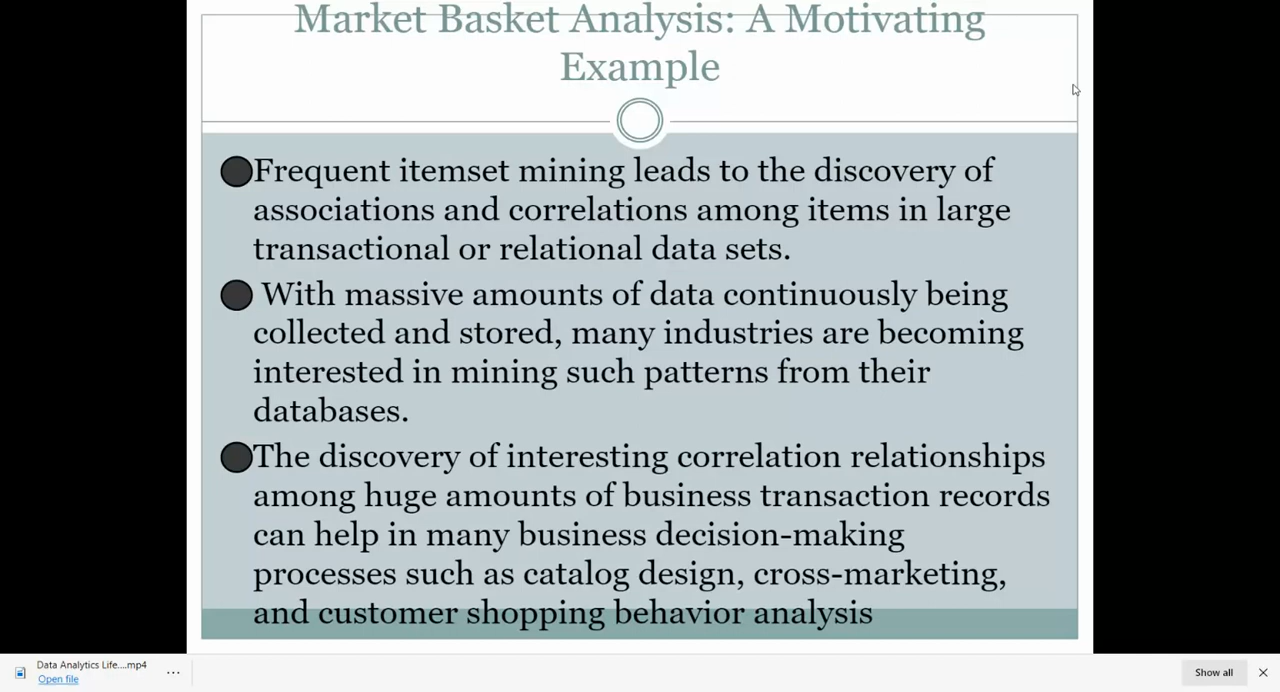 Market Basket Analysis: A Motivating
Example
Frequent itemset mining leads to the discovery of
associations and correlations among items in large
transactional or relational data sets.
With massive amounts of data continuously being
collected and stored, many industries are becoming
interested in mining such patterns from their
databases.
The discovery of interesting correlation relationships
among huge amounts of business transaction records
can help in many business decision-making
processes such as catalog design, cross-marketing,
and customer shopping behavior analysis
Data Analytics Life....mp4
Open file
Show all